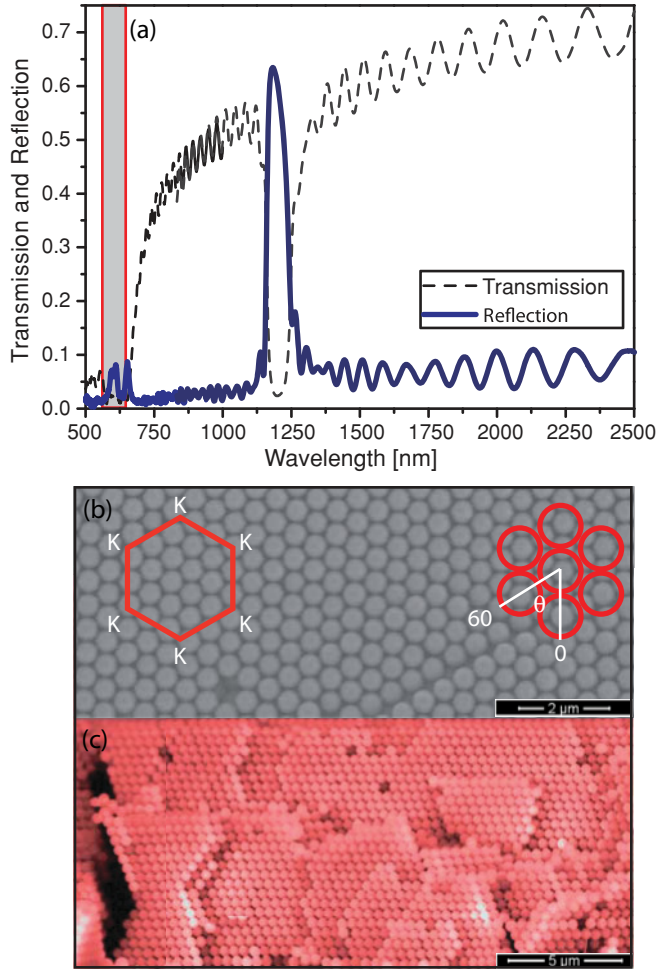 (a)
Transmission and Reflection
0.7
0.6
0.5
0.4
0.3
0.2
0.1
0.0
Transmission
Reflection
500 750 1000 1250 1500 1750 2000 2250 2500
Wavelength [nm]
(b)
K
K K
K K
K
60 θ
0
2 μm
(c)
5 μm